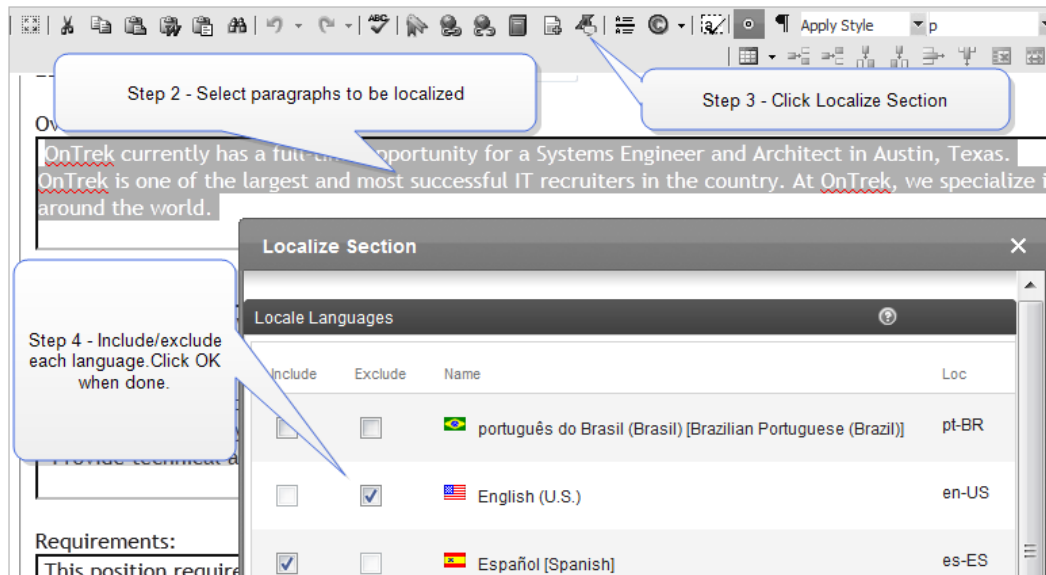 ABC
Apply Style
p
Step 2 - Select paragraphs to be localized
Step 3 - Click Localize Section
OnTrek currently has a opportunity for a Systems Engineer and Architect in Austin, Texas.
OnTrek is one of the largest and most successful IT recruiters in the country. At OnTrek, we specialize
around the world.
Localize Section
Locale Languages
Step 4 - Include/exclude
each language.Click OK
when done.
Include Exclude Name Loc
português do Brasil (Brasil) [Brazilian Portuguese (Brazil)] pt-BR
English (U.S.) en-US
Español [Spanish] es-ES
Provide technical a
Requirements:
This position require